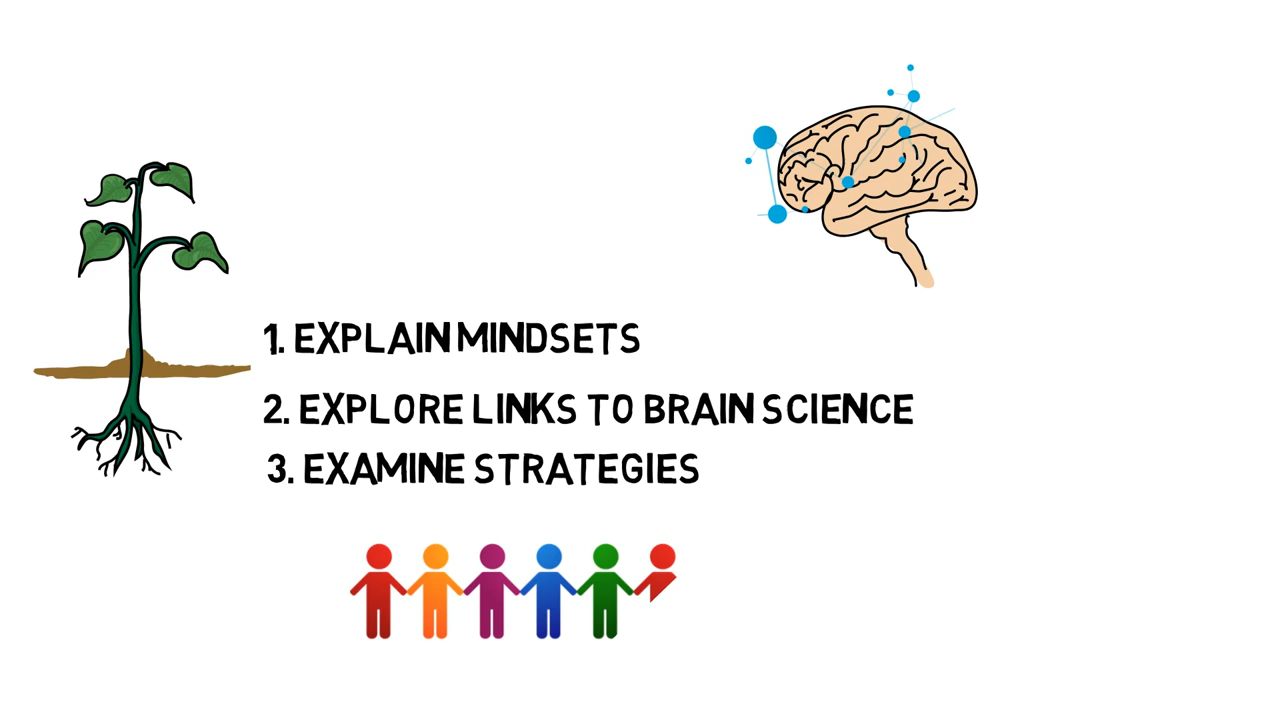 1. EXPLAIN MINDSETS
2. EXPLORE LINKS TO BRAIN SCIENCE
3. EXAMINE STRATEGIES